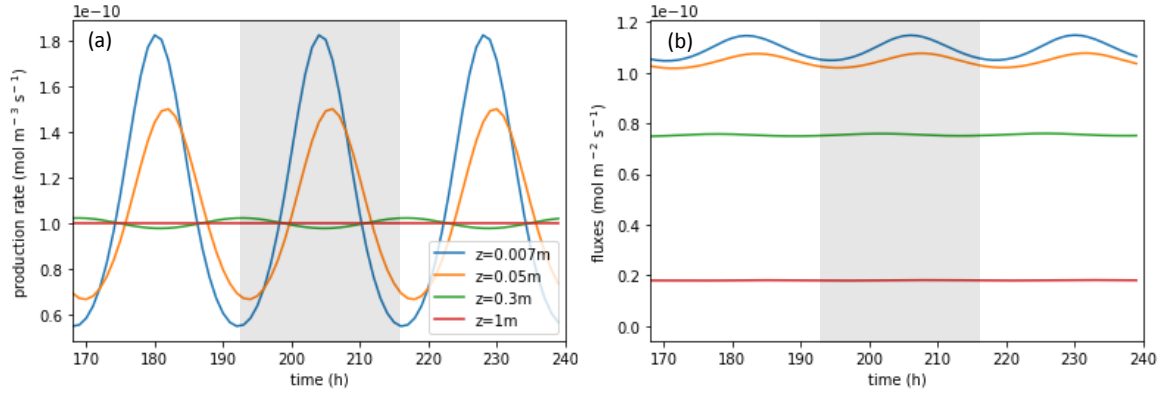 1e−10
(a)
production rate (mol m⁻³ s⁻¹)
1.8
1.6
1.4
1.2
1.0
0.8
0.6
z=0.007m
z=0.05m
z=0.3m
z=1m
170 180 190 200 210 220 230 240
time (h)
1e−10
(b)
fluxes (mol m⁻² s⁻¹)
1.2
1.0
0.8
0.6
0.4
0.2
0.0
170 180 190 200 210 220 230 240
time (h)